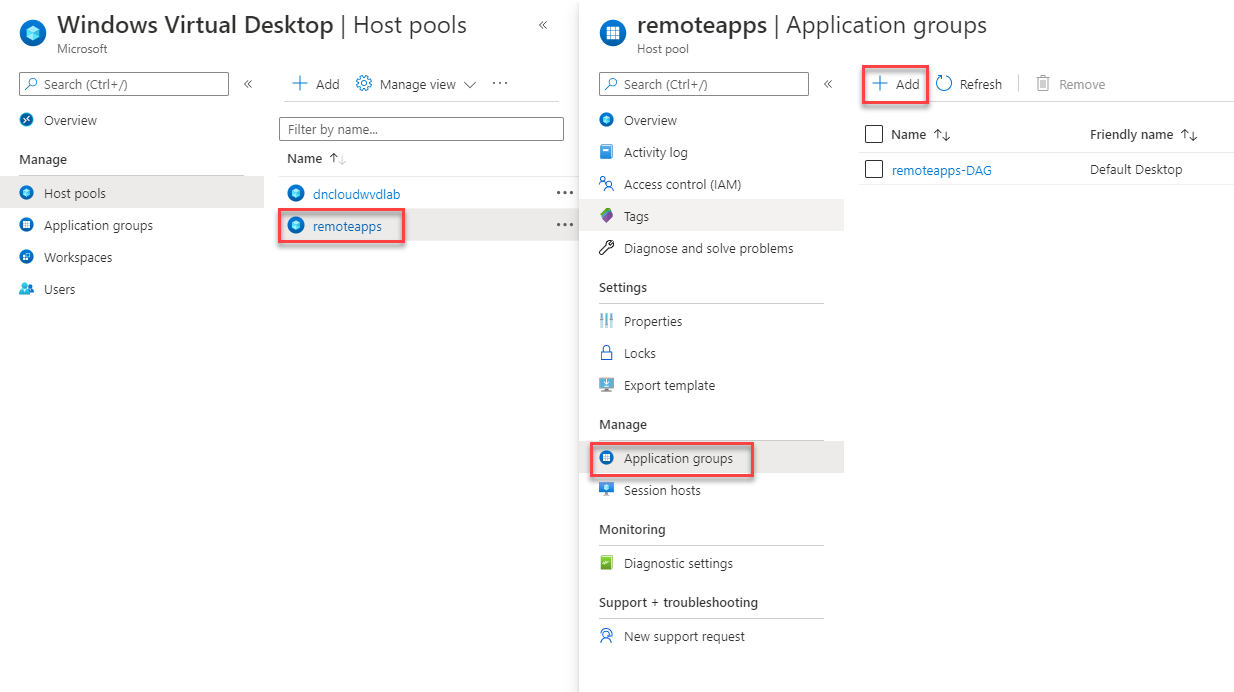 Windows Virtual Desktop | Host pools
Microsoft
Search (Ctrl+/)
Overview
Manage
Host pools
Application groups
Workspaces
Users
Add
Manage view
Filter by name...
Name
dncloudwvdlab
remoteapps
remoteapps | Application groups
Host pool
Search (Ctrl+/)
Overview
Activity log
Access control (IAM)
Tags
Diagnose and solve problems
Settings
Properties
Locks
Export template
Manage
Application groups
Session hosts
Monitoring
Diagnostic settings
Support + troubleshooting
New support request
Add Refresh Remove
Name Friendly name
remoteapps-DAG Default Desktop